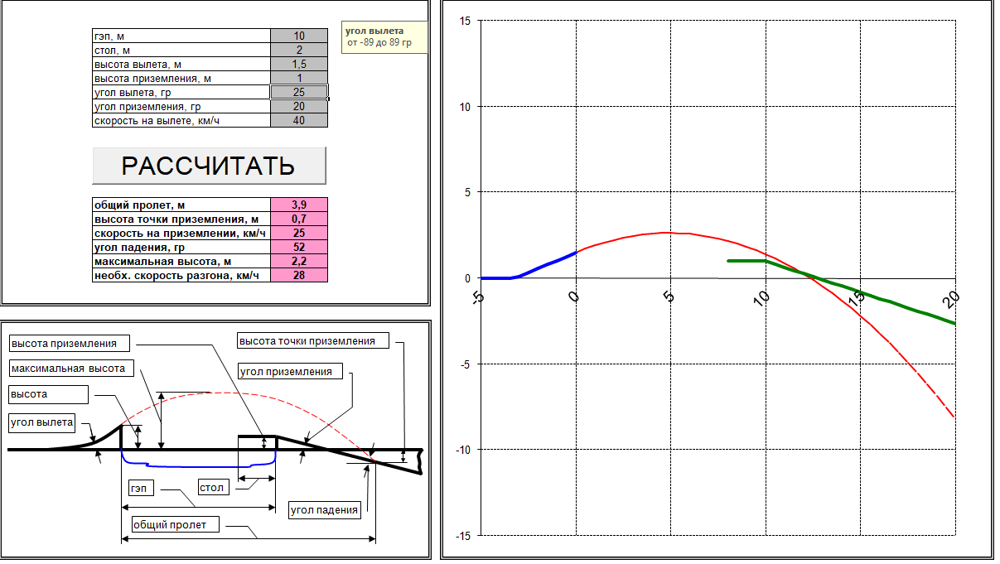 гэп, м 10
стол, м 2
высота вылета, м 1,5
высота приземления, м 1
угол вылета, гр 25
угол приземления, гр 20
скорость на вылете, км/ч 40
угол вылета
от -89 до 89 гр
РАССЧИТАТЬ
общий пролет, м 3,9
высота точки приземления, м 0,7
скорость на приземлении, км/ч 25
угол падения, гр 52
максимальная высота, м 2,2
необх. скорость разгона, км/ч 28
высота приземления
высота точки приземления
максимальная высота
угол приземления
высота
угол вылета
гэп
стол
угол падения
общий пролет
15
10
5
0
-5
-10
-15
-5
0
5
10
15
20